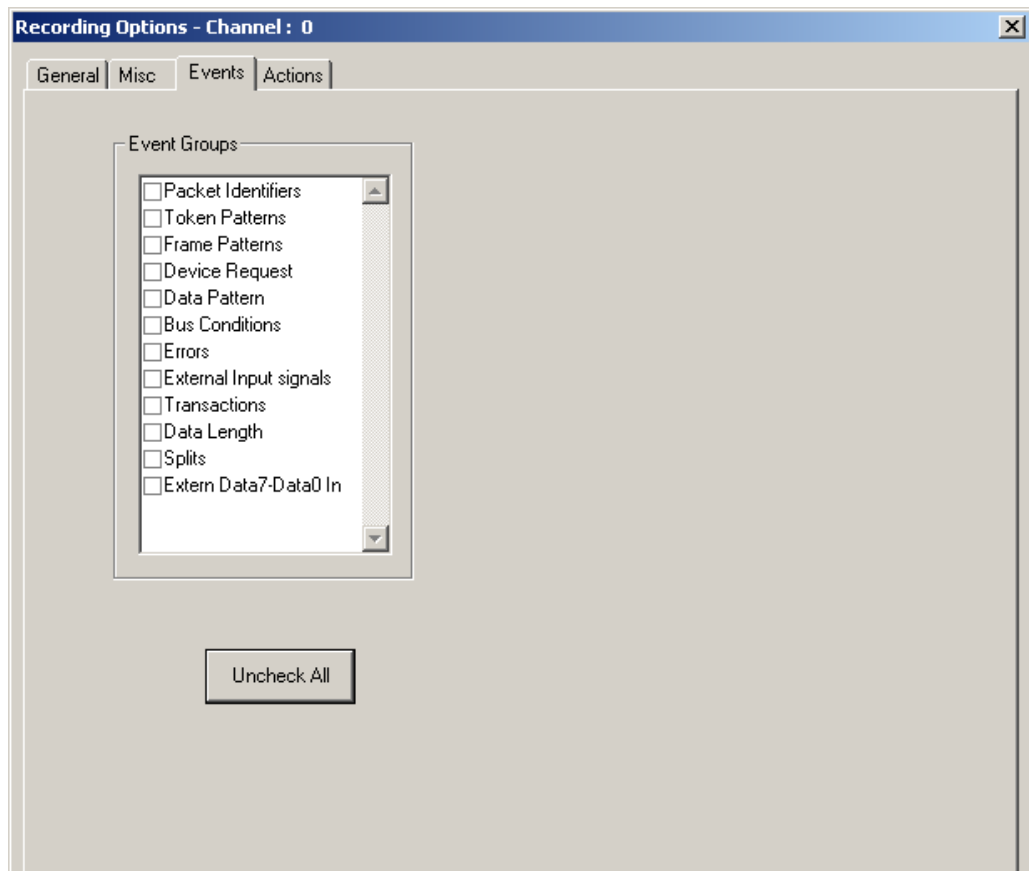 Recording Options - Channel : 0
General Misc Events Actions
Event Groups
Packet Identifiers
Token Patterns
Frame Patterns
Device Request
Data Pattern
Bus Conditions
Errors
External Input signals
Transactions
Data Length
Splits
Extern Data7-Data0 In
Uncheck All